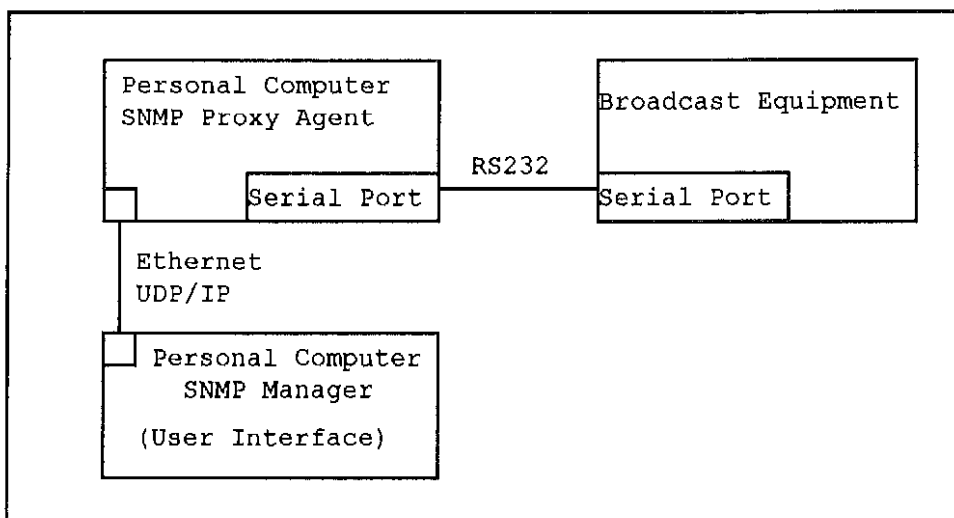 Personal Computer
SNMP Proxy Agent
Serial Port
RS232
Broadcast Equipment
Serial Port
Ethernet
UDP/IP
Personal Computer
SNMP Manager
(User Interface)